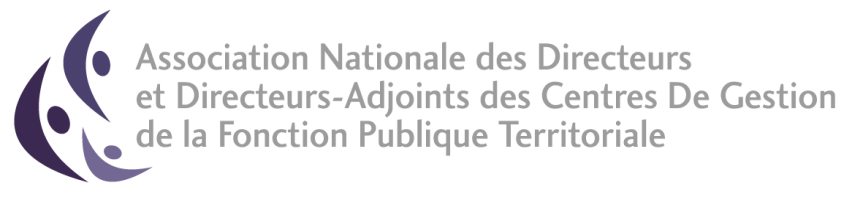 Association Nationale des Directeurs
et Directeurs-Adjoints des Centres De Gestion
de la Fonction Publique Territoriale